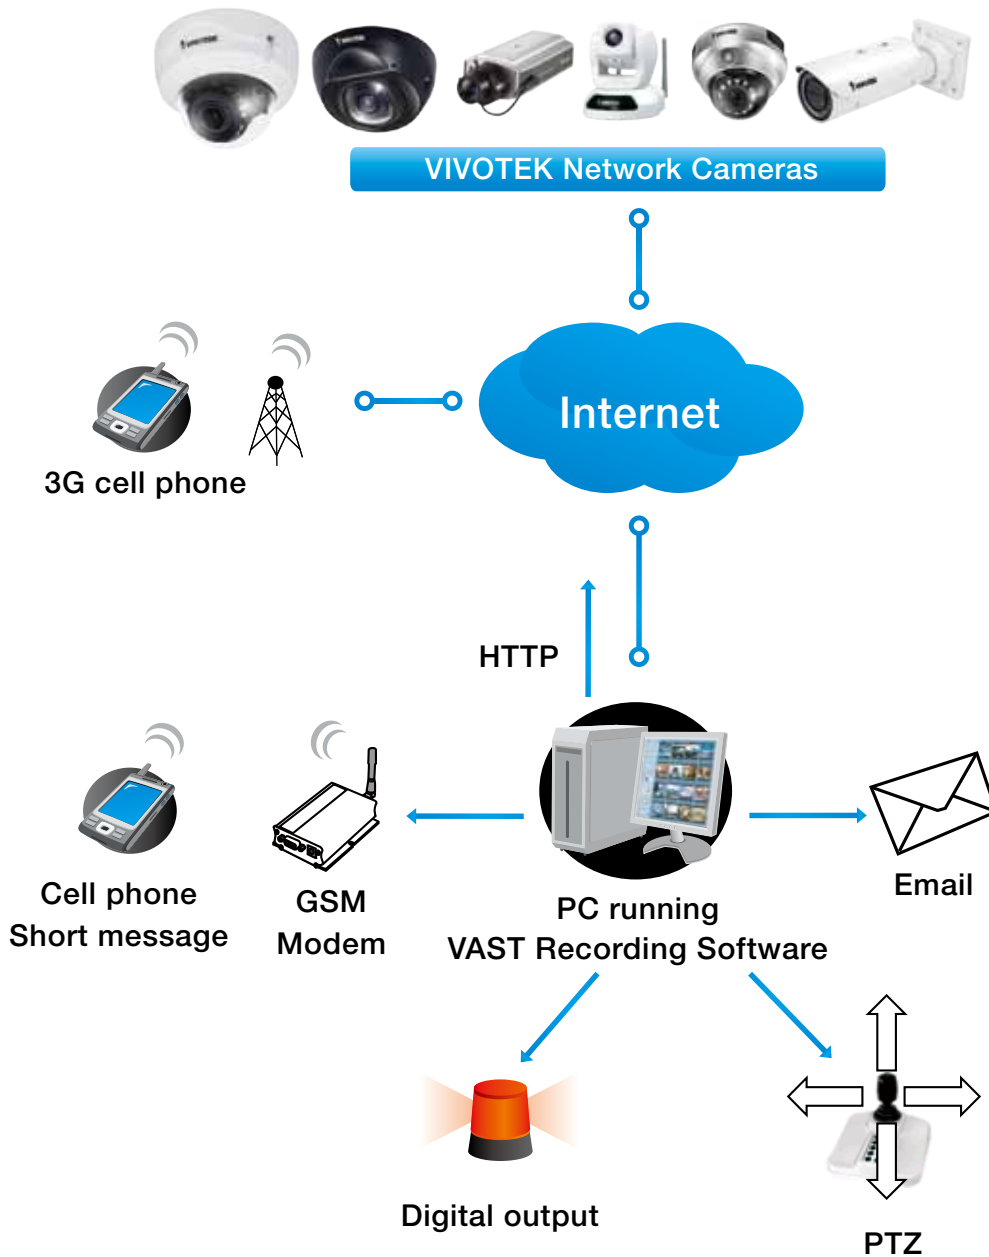 VIVOTEK
VIVOTEK Network Cameras
Internet
3G cell phone
HTTP
Cell phone
Short message
GSM
Modem
PC running
VAST Recording Software
Email
Digital output
PTZ